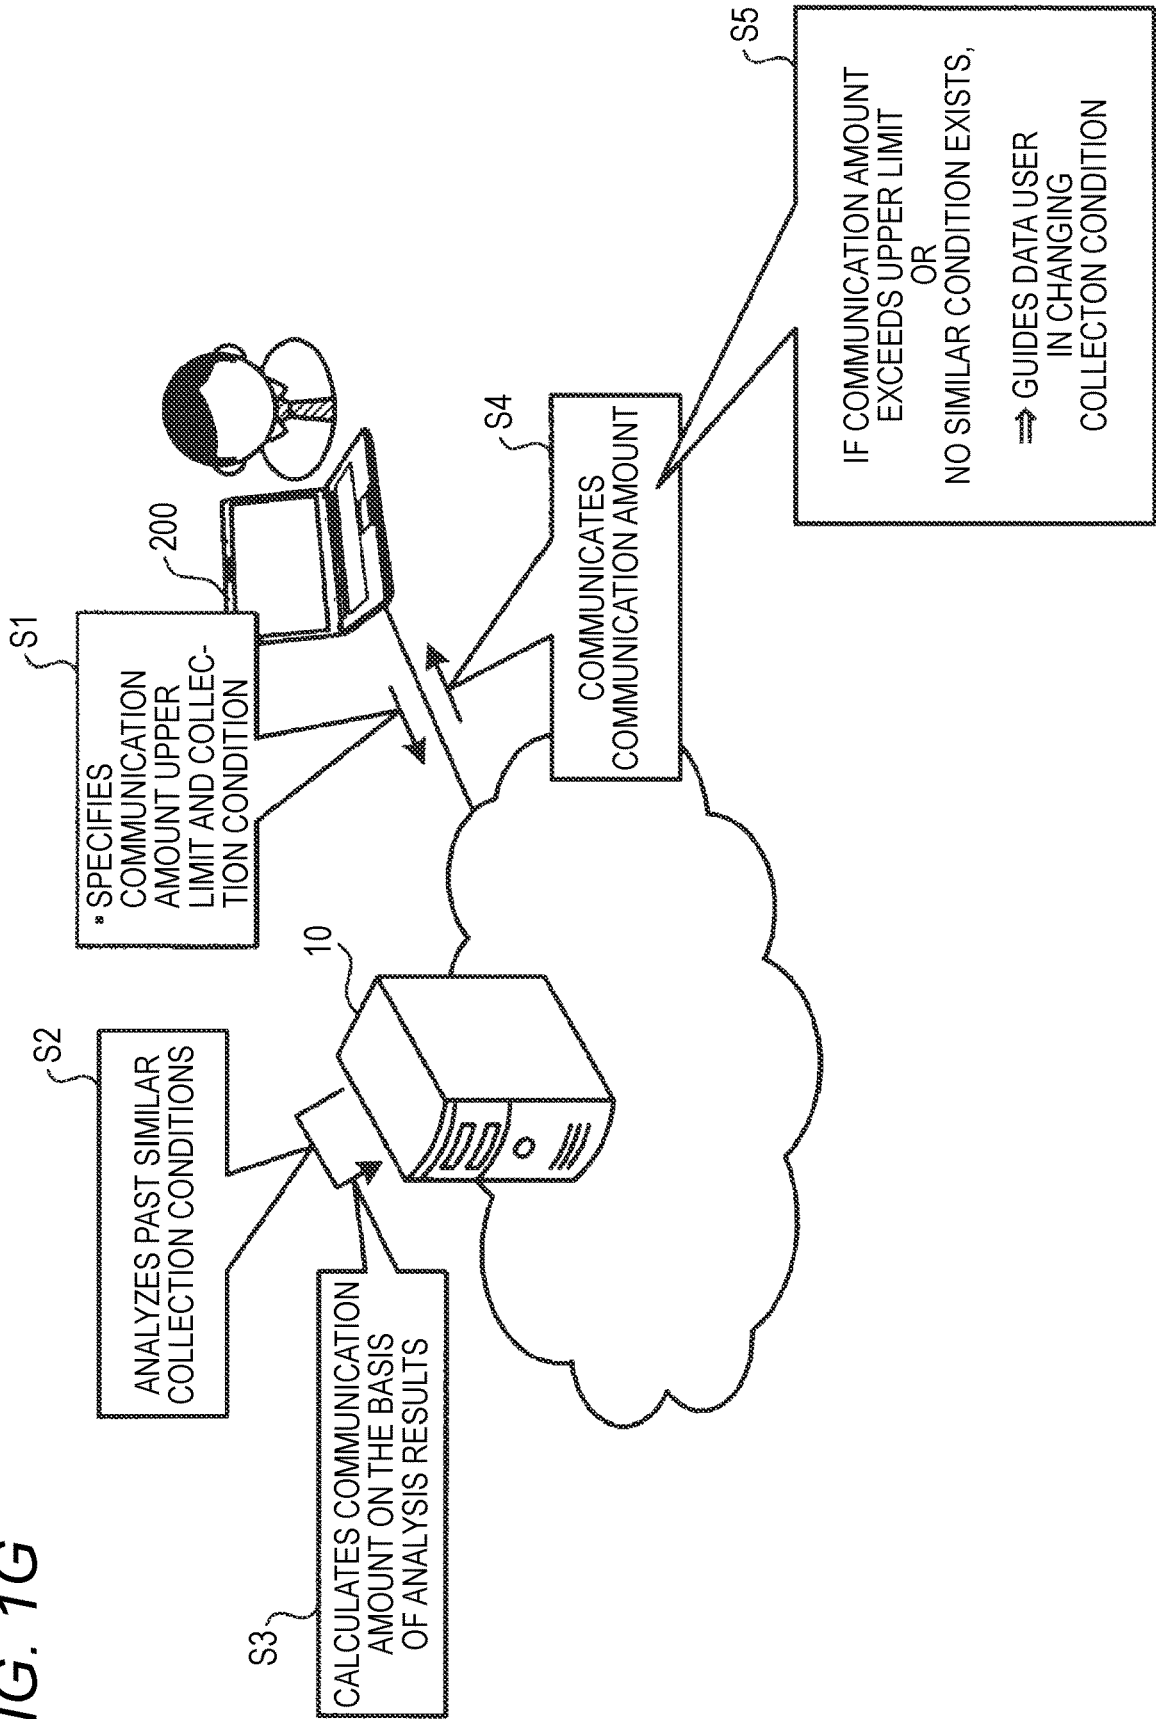 IG. 1G
S1
SPECIFIES
COMMUNICATION
AMOUNT UPPER
LIMIT AND COLLEC-
TION CONDITION
200
S2
ANALYZES PAST SIMILAR
COLLECTION CONDITIONS
10
S3
CALCULATES COMMUNICATION
AMOUNT ON THE BASIS
OF ANALYSIS RESULTS
S4
COMMUNICATES
COMMUNICATION AMOUNT
S5
IF COMMUNICATION AMOUNT
EXCEEDS UPPER LIMIT
OR
NO SIMILAR CONDITION EXISTS,
⇒ GUIDES DATA USER
IN CHANGING
COLLECTON CONDITION